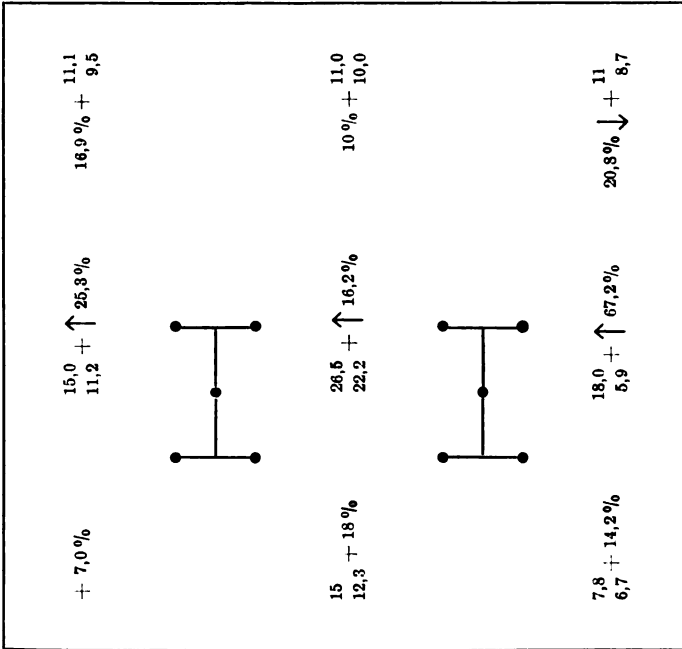 16,9 % + 11,1
9,5
10 % + 11,0
10,0
20,8 % + 11
8,7
15,0 + 25,3 %
11,2
26,5 + 16,2 %
22,2
18,0 + 67,2 %
5,9
+ 7,0 %
15 + 18 %
12,3
7,8 + 14,2 %
6,7